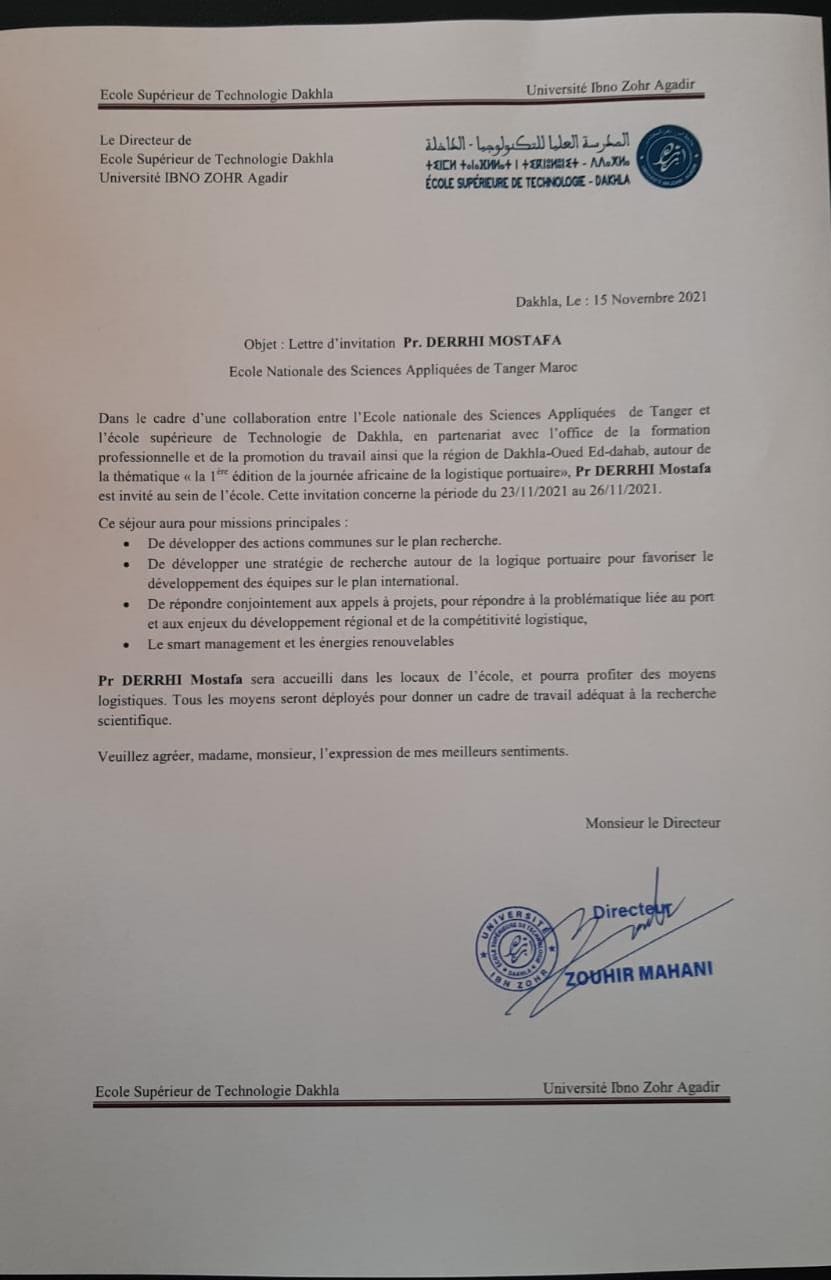 Ecole Supérieur de Technologie Dakhla
Université Ibno Zohr Agadir
Le Directeur de
Ecole Supérieur de Technologie Dakhla
Université IBNO ZOHR Agadir
المدرسة العليا للتكنولوجيا - الداخلة
ÉCOLE SUPÉRIEURE DE TECHNOLOGIE - DAKHLA
Dakhla, Le : 15 Novembre 2021
Objet : Lettre d’invitation Pr. DERRHI MOSTAFA
Ecole Nationale des Sciences Appliquées de Tanger Maroc
Dans le cadre d’une collaboration entre l’Ecole nationale des Sciences Appliquées de Tanger et
l’école supérieure de Technologie de Dakhla, en partenariat avec l’office de la formation
professionnelle et de la promotion du travail ainsi que la région de Dakhla-Oued Ed-dahab, autour de
la thématique « la 1ère édition de la journée africaine de la logistique portuaire», Pr DERRHI Mostafa
est invité au sein de l’école. Cette invitation concerne la période du 23/11/2021 au 26/11/2021.
Ce séjour aura pour missions principales :
• De développer des actions communes sur le plan recherche.
• De développer une stratégie de recherche autour de la logique portuaire pour favoriser le
développement des équipes sur le plan international.
• De répondre conjointement aux appels à projets, pour répondre à la problématique liée au port
et aux enjeux du développement régional et de la compétitivité logistique,
• Le smart management et les énergies renouvelables
Pr DERRHI Mostafa sera accueilli dans les locaux de l’école, et pourra profiter des moyens
logistiques. Tous les moyens seront déployés pour donner un cadre de travail adéquat à la recherche
scientifique.
Veuillez agréer, madame, monsieur, l’expression de mes meilleurs sentiments.
Monsieur le Directeur
UNIVERSITÉ IBN ZOHR
ECOLE SUPÉRIEURE DE TECHNOLOGIE DAKHLA
Directeur
ZOUHIR MAHANI
Ecole Supérieur de Technologie Dakhla
Université Ibno Zohr Agadir